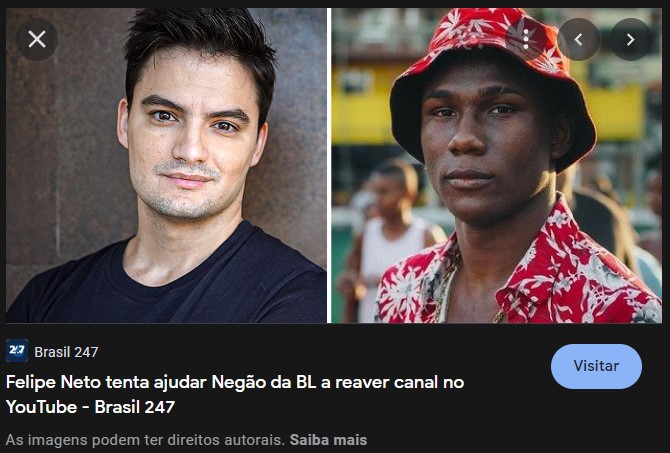 247 Brasil 247
Felipe Neto tenta ajudar Negão da BL a reaver canal no
YouTube - Brasil 247
Visitar
As imagens podem ter direitos autorais. Saiba mais